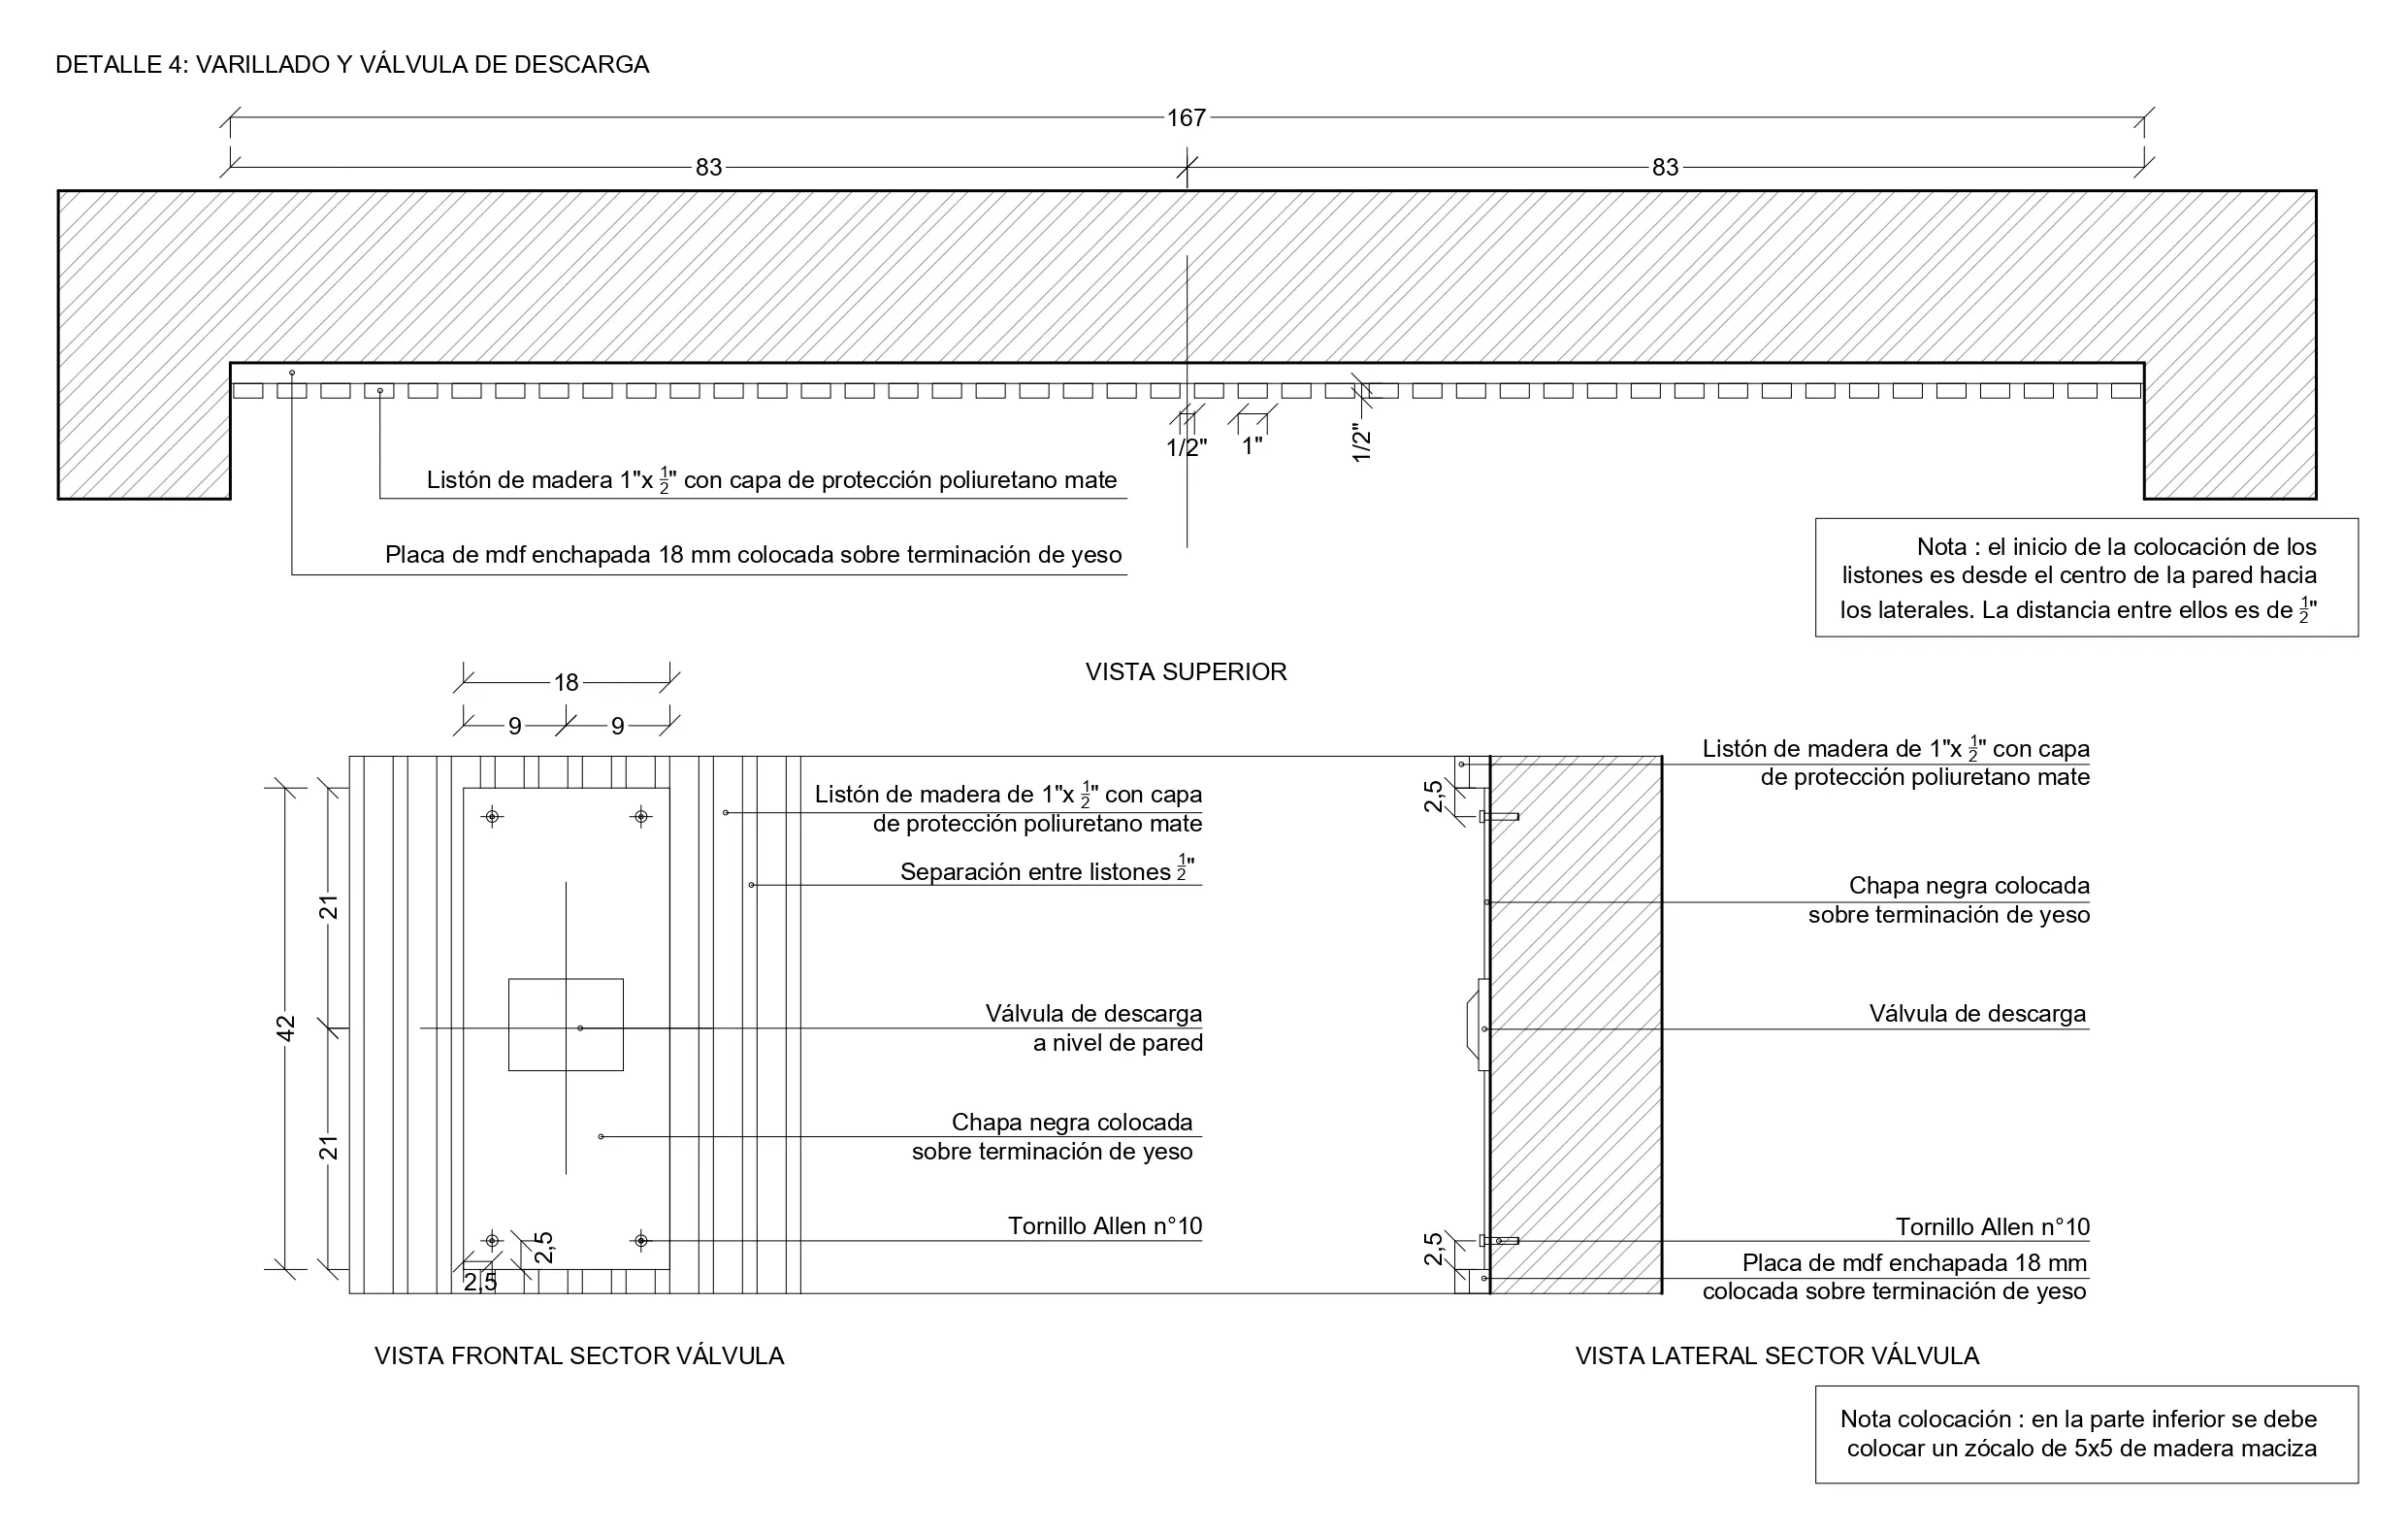 DETALLE 4: VARILLADO Y VÁLVULA DE DESCARGA
167
83
83
1/2"
1"
1/2"
Listón de madera 1"x 1/2" con capa de protección poliuretano mate
Placa de mdf enchapada 18 mm colocada sobre terminación de yeso
Nota : el inicio de la colocación de los
listones es desde el centro de la pared hacia
los laterales. La distancia entre ellos es de 1/2"
VISTA SUPERIOR
18
9
9
42
21
21
2,5
2,5
Listón de madera de 1"x 1/2" con capa
de protección poliuretano mate
Separación entre listones 1/2"
Válvula de descarga
a nivel de pared
Chapa negra colocada
sobre terminación de yeso
Tornillo Allen n°10
VISTA FRONTAL SECTOR VÁLVULA
2,5
2,5
Listón de madera de 1"x 1/2" con capa
de protección poliuretano mate
Chapa negra colocada
sobre terminación de yeso
Válvula de descarga
Tornillo Allen n°10
Placa de mdf enchapada 18 mm
colocada sobre terminación de yeso
VISTA LATERAL SECTOR VÁLVULA
Nota colocación : en la parte inferior se debe
colocar un zócalo de 5x5 de madera maciza